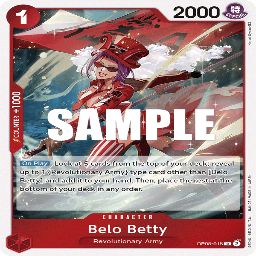 1
2000
特
COUNTER +1000
SAMPLE
On Play Look at 5 cards from the top of your deck; reveal
up to 1 {Revolutionary Army} type card other than [Belo
Betty] and add it to your hand. Then, place the rest at the
bottom of your deck in any order.
CHARACTER
Belo Betty
Revolutionary Army